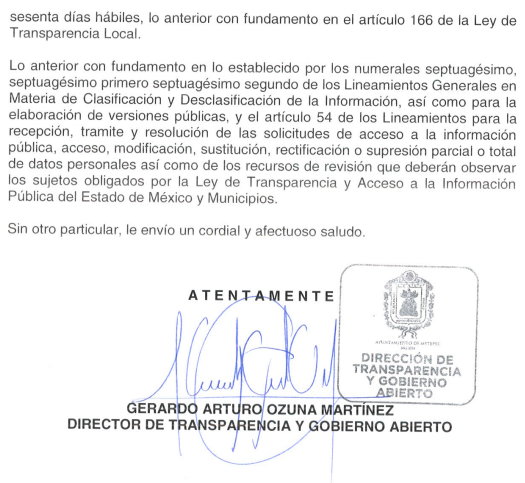 sesenta días hábiles, lo anterior con fundamento en el artículo 166 de la Ley de
Transparencia Local.
Lo anterior con fundamento en lo establecido por los numerales septuagésimo,
septuagésimo primero septuagésimo segundo de los Lineamientos Generales en
Materia de Clasificación y Desclasificación de la Información, así como para la
elaboración de versiones públicas, y el artículo 54 de los Lineamientos para la
recepción, tramite y resolución de las solicitudes de acceso a la información
pública, acceso, modificación, sustitución, rectificación o supresión parcial o total
de datos personales así como de los recursos de revisión que deberán observar
los sujetos obligados por la Ley de Transparencia y Acceso a la Información
Pública del Estado de México y Municipios.
Sin otro particular, le envío un cordial y afectuoso saludo.
ATENTAMENTE
AYUNTAMIENTO DE METEPEC
DIRECCIÓN DE
TRANSPARENCIA
Y GOBIERNO
ABIERTO
GERARDO ARTURO OZUNA MARTÍNEZ
DIRECTOR DE TRANSPARENCIA Y GOBIERNO ABIERTO